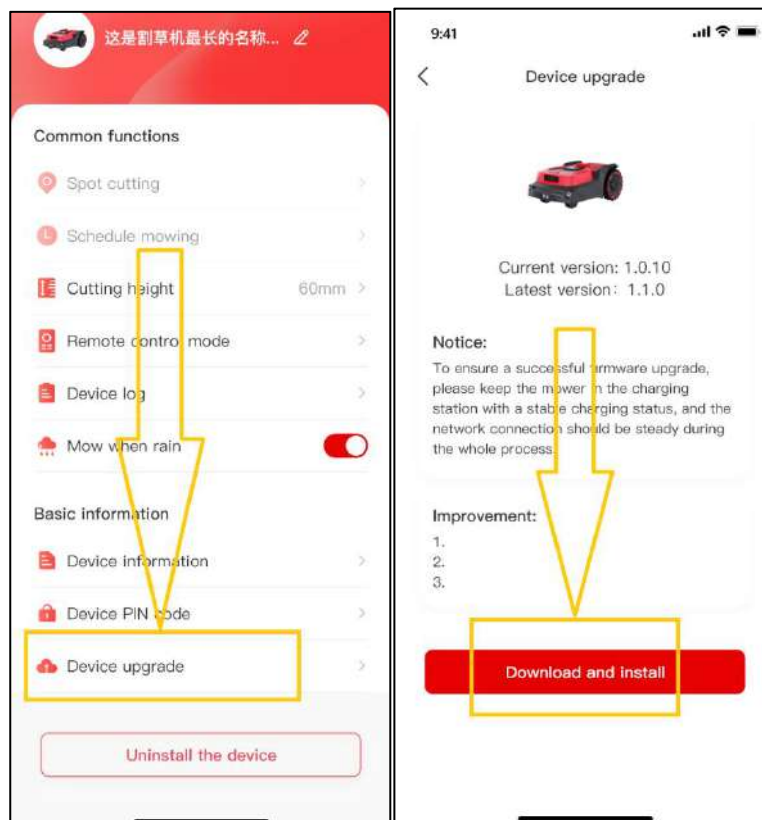 这是割草机最长的名称...
Common functions
Spot cutting
Schedule mowing
Cutting height 60mm
Remote control mode
Device log
Mow when rain
Basic information
Device information
Device PIN code
Device upgrade
Uninstall the device
9:41
Device upgrade
Current version: 1.0.10
Latest version: 1.1.0
Notice:
To ensure a successful firmware upgrade,
please keep the mower in the charging
station with a stable charging status, and the
network connection should be steady during
the whole process.
Improvement:
1.
2.
3.
Download and install